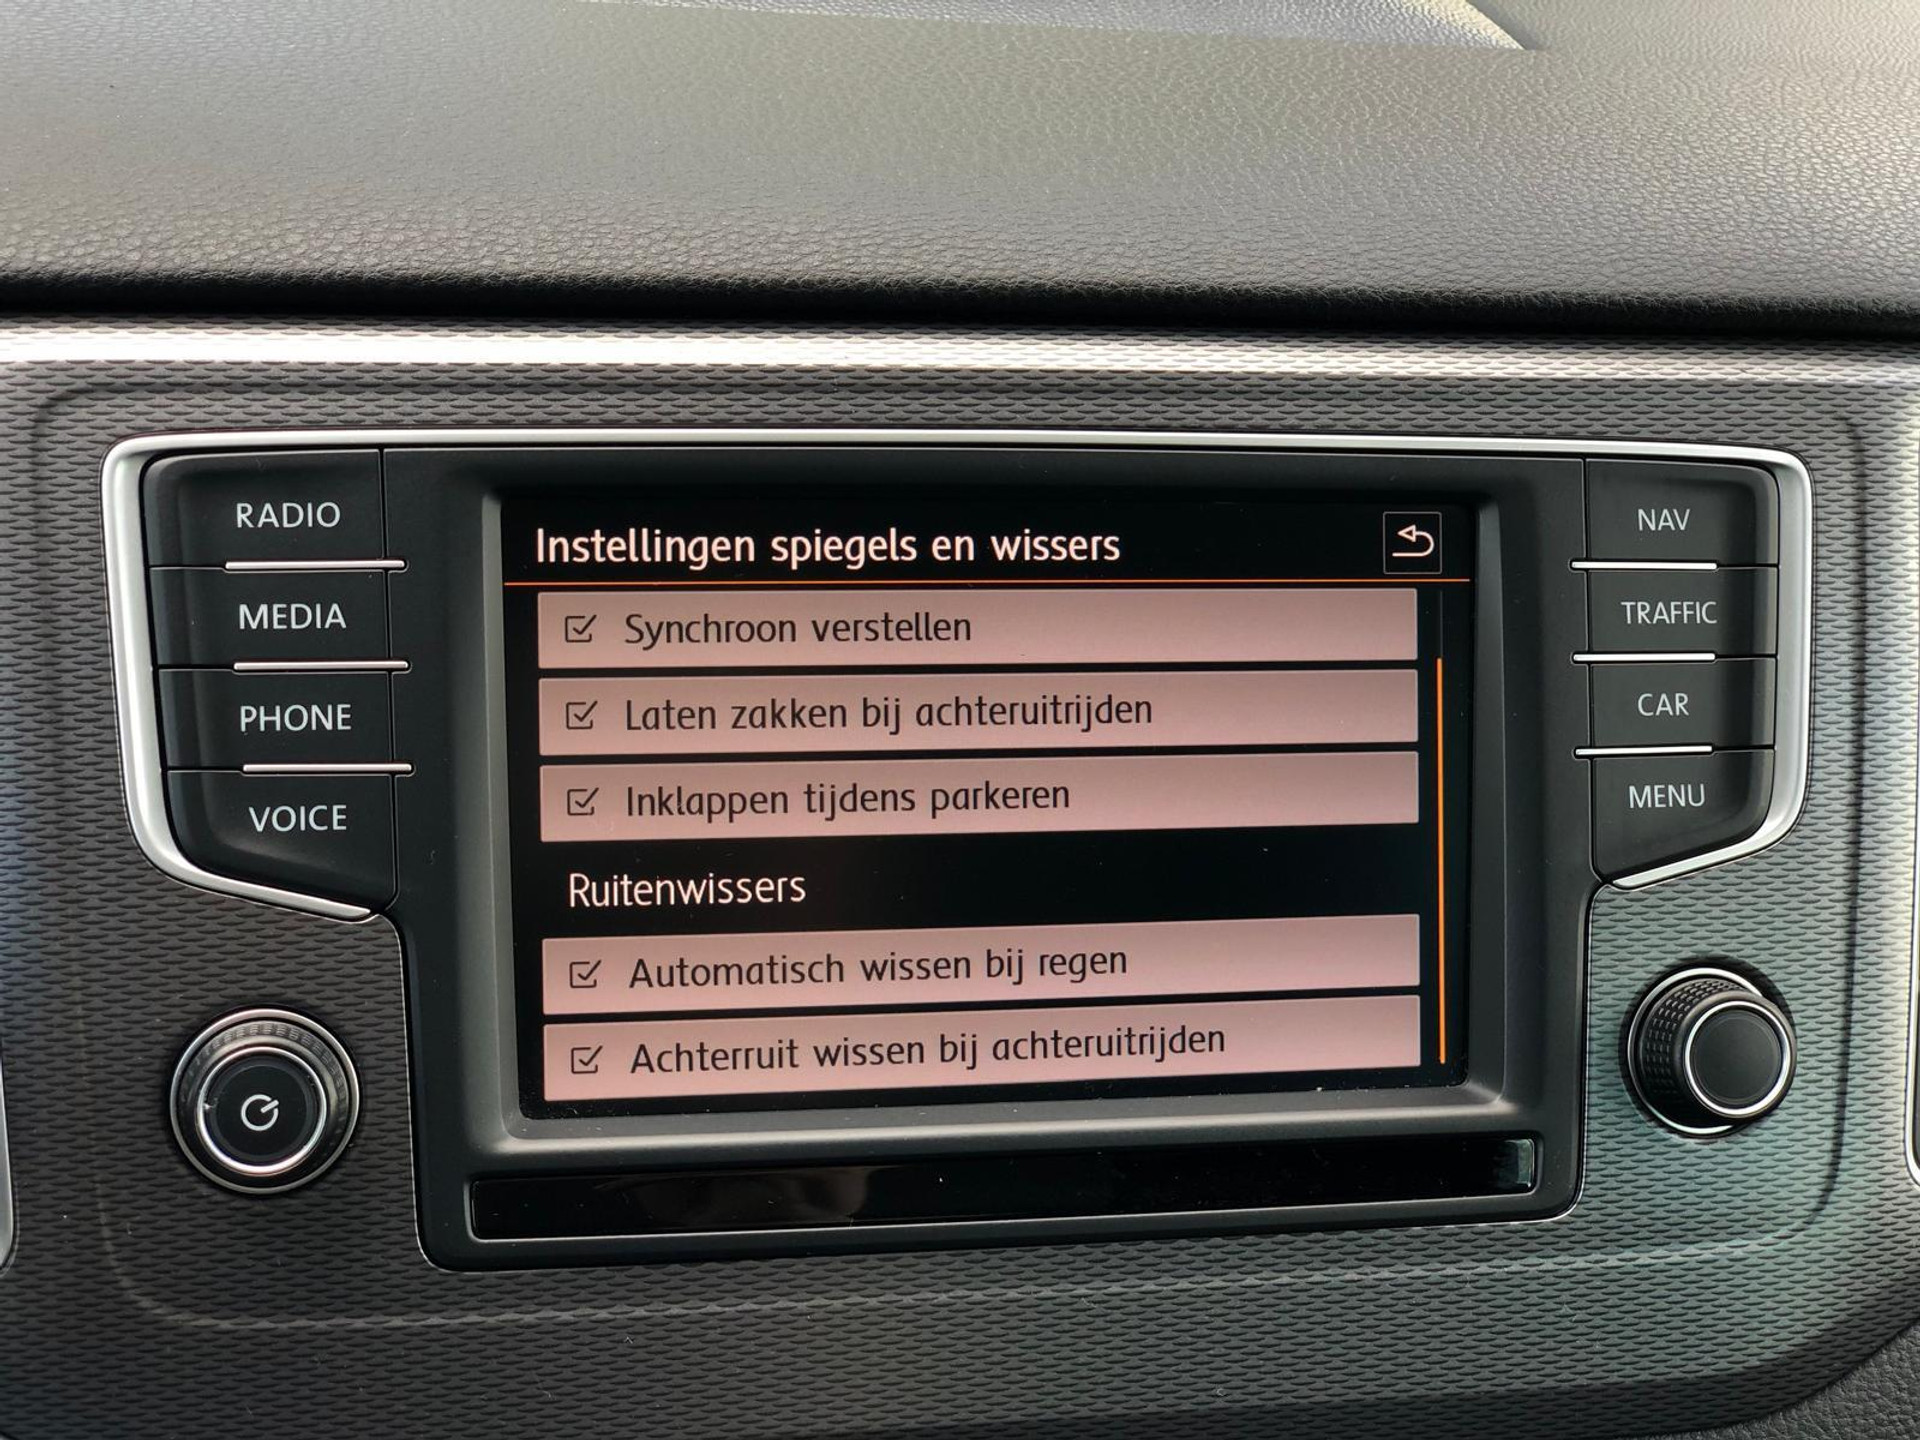 RADIO
MEDIA
PHONE
VOICE
Instellingen spiegels en wissers
Synchroon verstellen
Laten zakken bij achteruitrijden
Inklappen tijdens parkeren
Ruitenwissers
Automatisch wissen bij regen
Achterruit wissen bij achteruitrijden
NAV
TRAFFIC
CAR
MENU